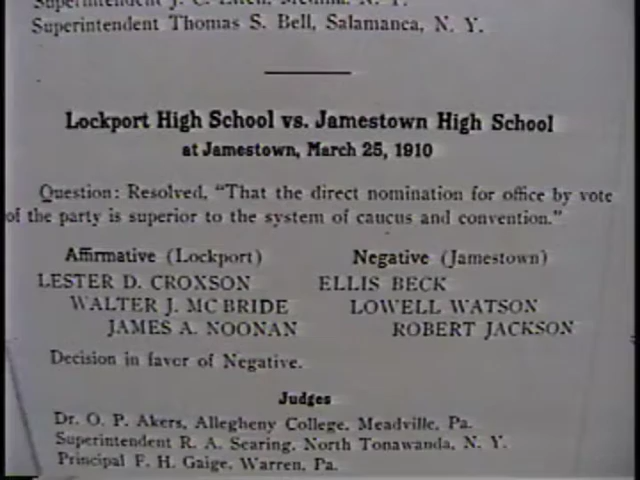 Superintendent J. C.
Superintendent Thomas S. Bell, Salamanca, N. Y.
Lockport High School vs. Jamestown High School
at Jamestown, March 25, 1910
Question: Resolved, "That the direct nomination for office by vote
of the party is superior to the system of caucus and convention."
Affirmative (Lockport) Negative (Jamestown)
LESTER D. CROXSON ELLIS BECK
WALTER J. MC BRIDE LOWELL WATSON
JAMES A. NOONAN ROBERT JACKSON
Decision in favor of Negative.
Judges
Dr. O. P. Akers, Allegheny College, Meadville, Pa.
Superintendent R. A. Searing, North Tonawanda, N. Y.
Principal F. H. Gaige, Warren, Pa.